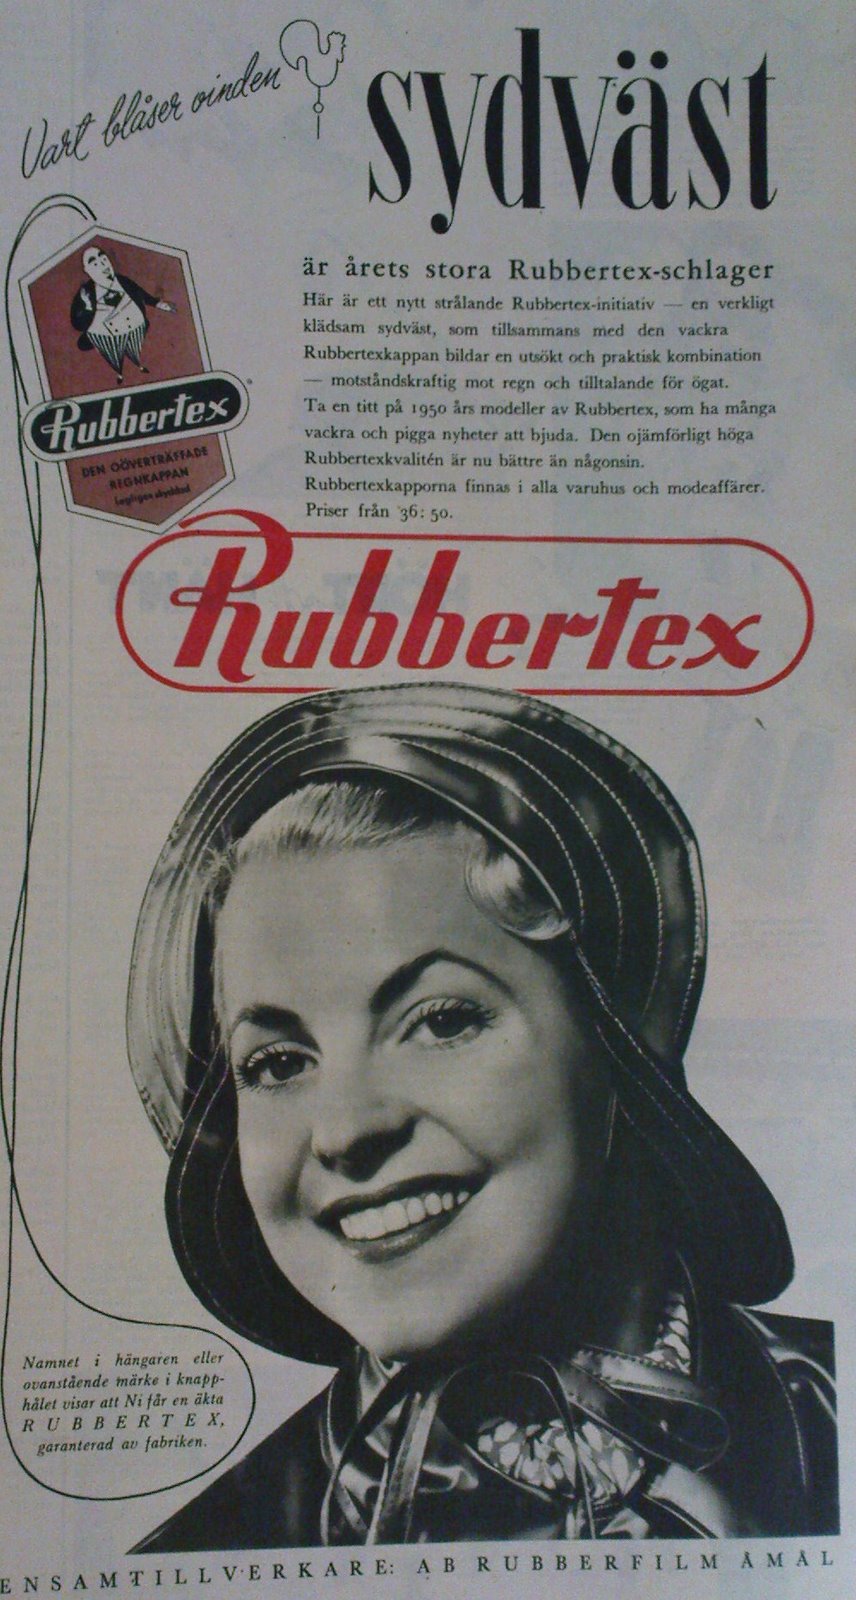 Vart blåser vinden
sydväst
är årets stora Rubbertex-schlager
Här är ett nytt strålande Rubbertex-initiativ — en verkligt
klädsam sydväst, som tillsammans med den vackra
Rubbertexkappan bildar en utsökt och praktisk kombination
— motståndskraftig mot regn och tilltalande för ögat.
Ta en titt på 1950 års modeller av Rubbertex, som ha många
vackra och pigga nyheter att bjuda. Den ojämförligt höga
Rubbertexkvalitén är nu bättre än någonsin.
Rubbertexkapporna finnas i alla varuhus och modeaffärer.
Priser från 36: 50.
Rubbertex
DEN OÖVERTRÄFFADE
REGNKAPPAN
Lagligen skyddad
Rubbertex
Namnet i hängaren eller
ovanstående märke i knapp-
hålet visar att Ni får en äkta
RUBBERTEX,
garanterad av fabriken.
ENSAMTILLVERKARE: AB RUBBERFILM ÅMÅL